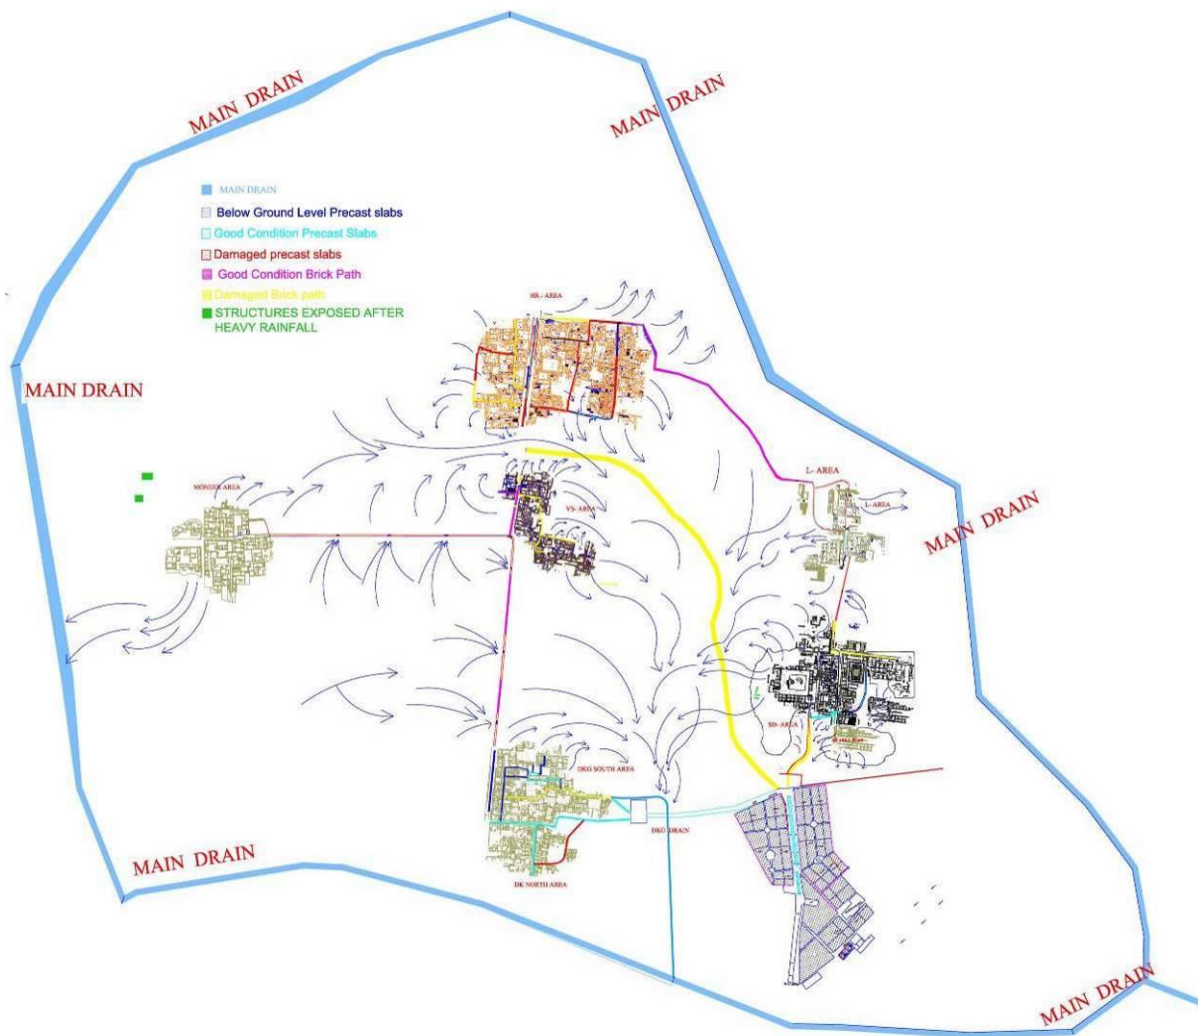 MAIN DRAIN
MAIN DRAIN
MAIN DRAIN
Below Ground Level Precast slabs
Good Condition Precast Slabs
Damaged precast slabs
Good Condition Brick Path
Damaged Brick path
STRUCTURES EXPOSED AFTER
HEAVY RAINFALL
HR - AREA
MAIN DRAIN
L- AREA
MONEER AREA
L- AREA
VS- AREA
MAIN DRAIN
SD- AREA
DKG SOUTH AREA
DKG DRAIN
MAIN DRAIN
DK NORTH AREA
MAIN DRAIN